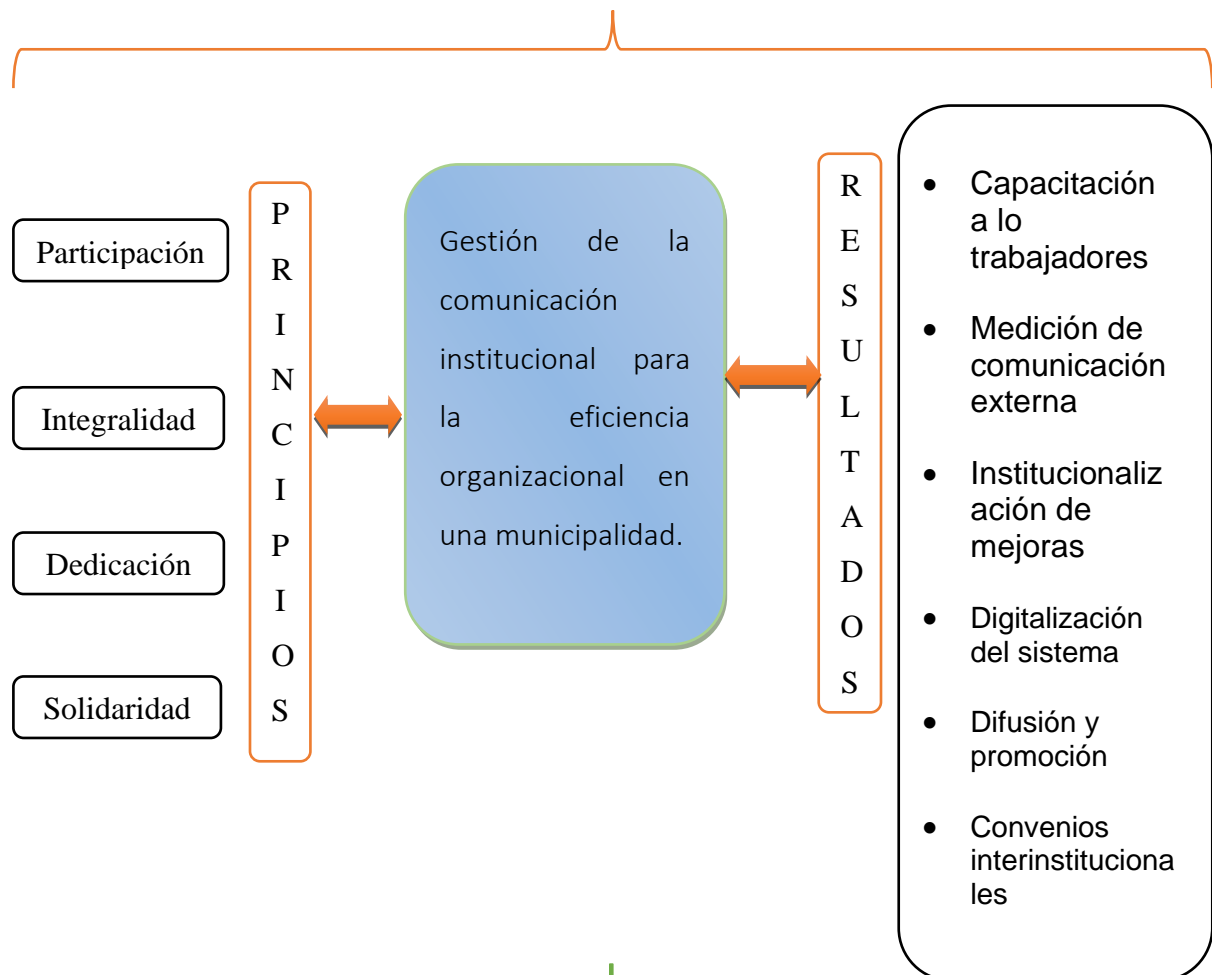 Participación
Integralidad
Dedicación
Solidaridad
P
R
I
N
C
I
P
I
O
S
Gestión de la
comunicación
institucional para
la eficiencia
organizacional en
una municipalidad.
R
E
S
U
L
T
A
D
O
S
• Capacitación
a lo
trabajadores
• Medición de
comunicación
externa
• Institucionaliz
ación de
mejoras
• Digitalización
del sistema
• Difusión y
promoción
• Convenios
interinstituciona
les